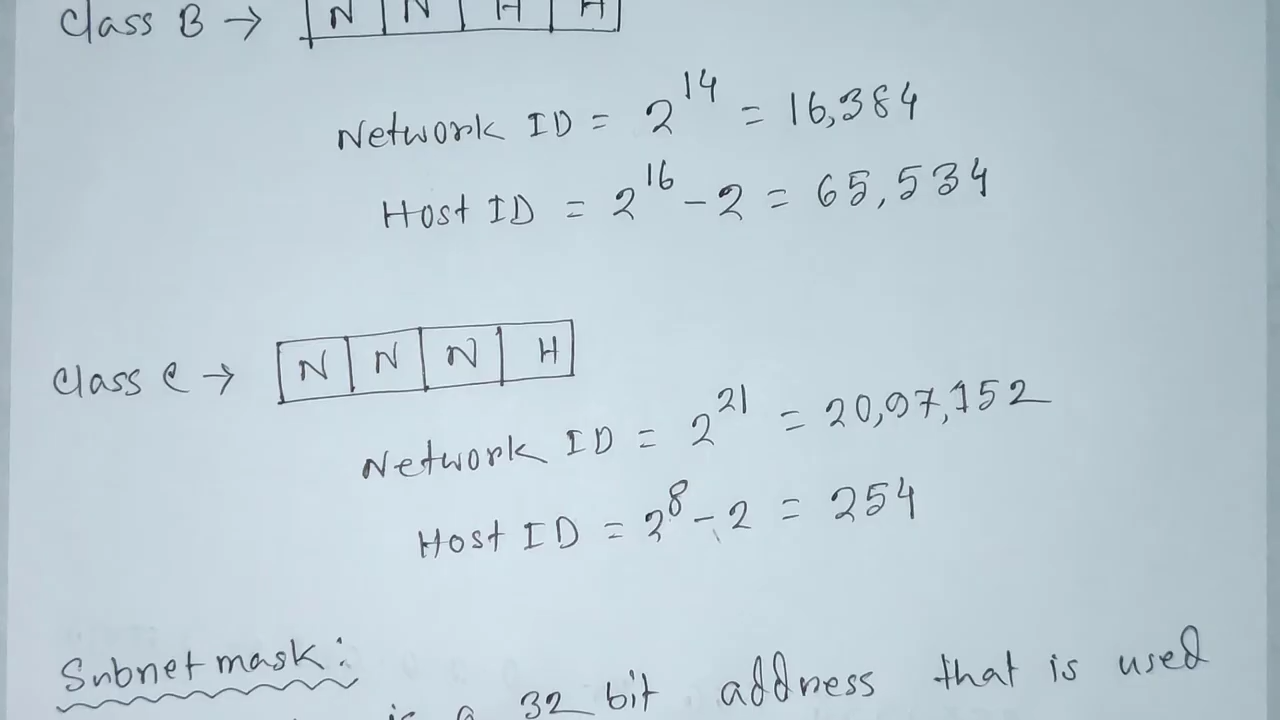 Class B → N N H H
Network ID = 2^14 = 16,384
Host ID = 2^16 - 2 = 65,534
Class C → N N N H
Network ID = 2^21 = 20,97,152
Host ID = 2^8 - 2 = 254
Subnet mask:
is a 32 bit address that is used